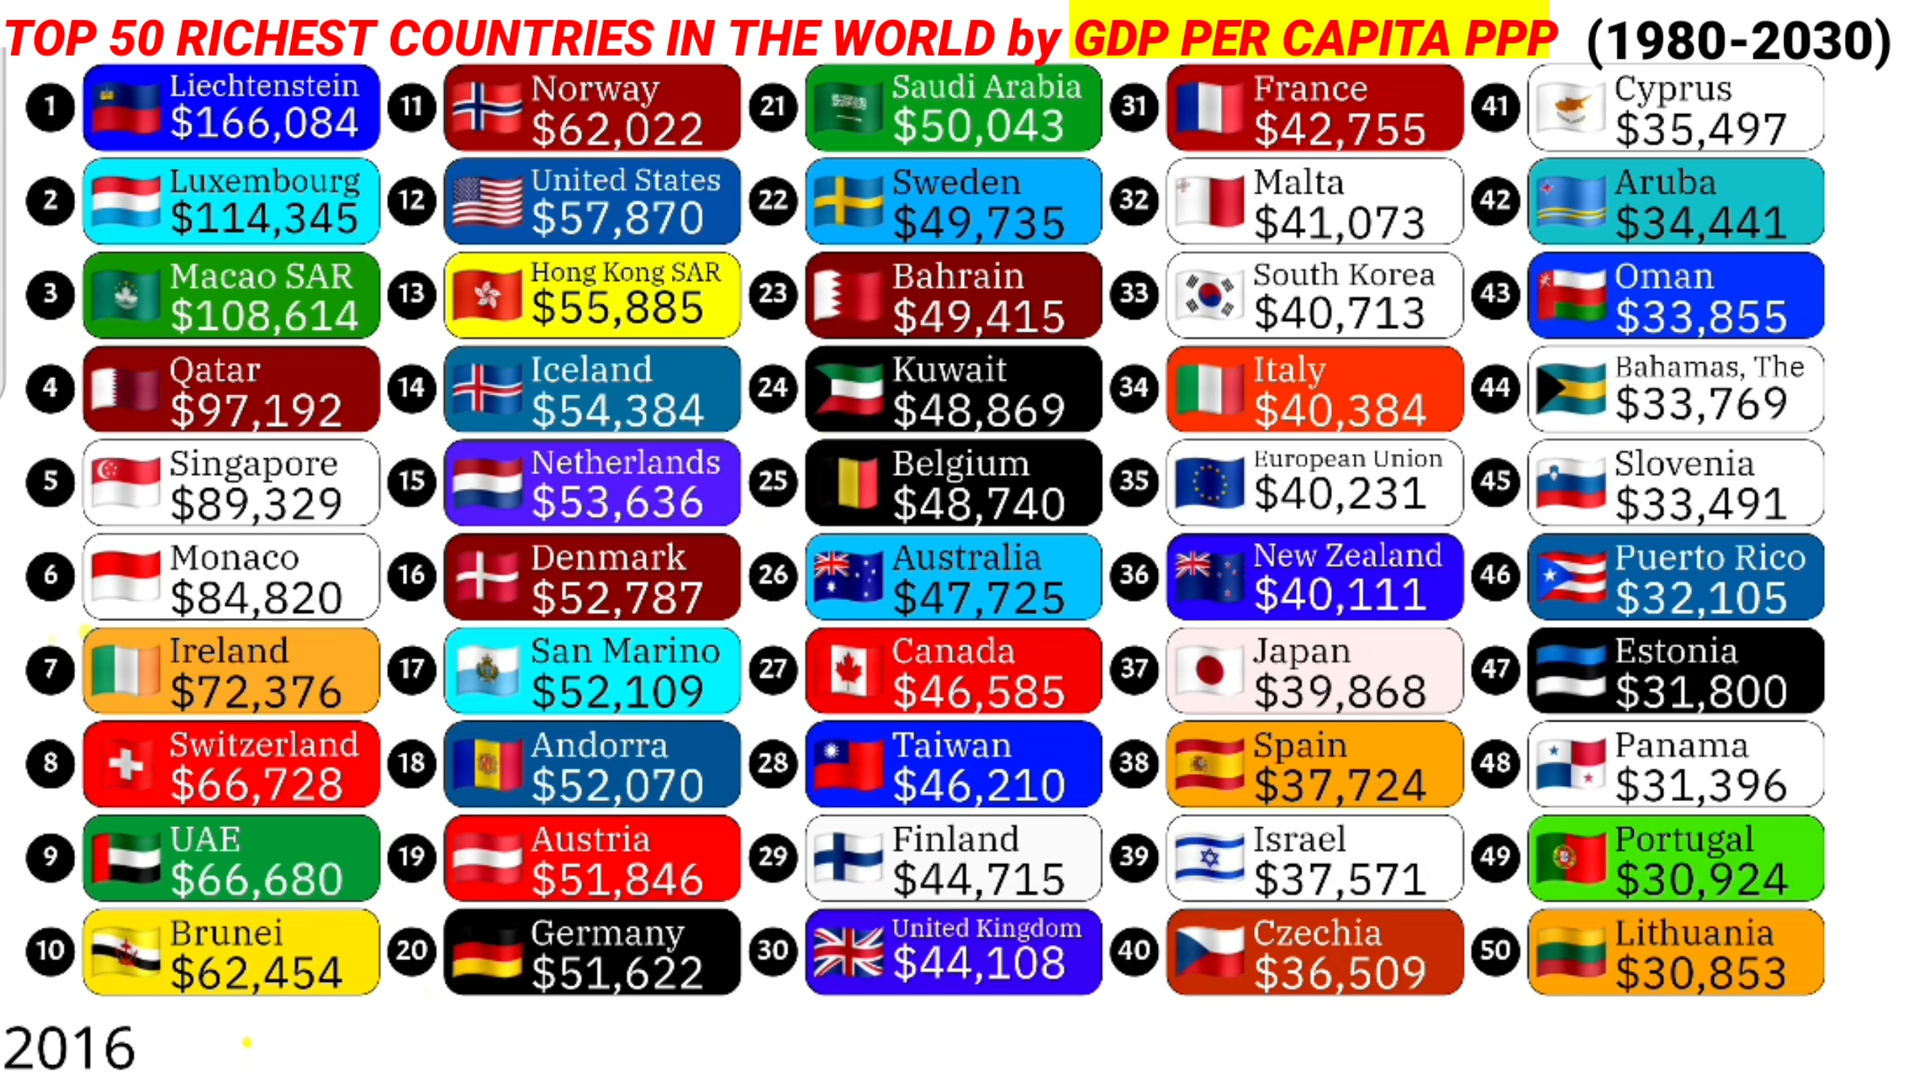 TOP 50 RICHEST COUNTRIES IN THE WORLD by GDP PER CAPITA PPP (1980-2030)
1 Liechtenstein
$166,084
2 Luxembourg
$114,345
3 Macao SAR
$108,614
4 Qatar
$97,192
5 Singapore
$89,329
6 Monaco
$84,820
7 Ireland
$72,376
8 Switzerland
$66,728
9 UAE
$66,680
10 Brunei
$62,454
11 Norway
$62,022
12 United States
$57,870
13 Hong Kong SAR
$55,885
14 Iceland
$54,384
15 Netherlands
$53,636
16 Denmark
$52,787
17 San Marino
$52,109
18 Andorra
$52,070
19 Austria
$51,846
20 Germany
$51,622
21 Saudi Arabia
$50,043
22 Sweden
$49,735
23 Bahrain
$49,415
24 Kuwait
$48,869
25 Belgium
$48,740
26 Australia
$47,725
27 Canada
$46,585
28 Taiwan
$46,210
29 Finland
$44,715
30 United Kingdom
$44,108
31 France
$42,755
32 Malta
$41,073
33 South Korea
$40,713
34 Italy
$40,384
35 European Union
$40,231
36 New Zealand
$40,111
37 Japan
$39,868
38 Spain
$37,724
39 Israel
$37,571
40 Czechia
$36,509
41 Cyprus
$35,497
42 Aruba
$34,441
43 Oman
$33,855
44 Bahamas, The
$33,769
45 Slovenia
$33,491
46 Puerto Rico
$32,105
47 Estonia
$31,800
48 Panama
$31,396
49 Portugal
$30,924
50 Lithuania
$30,853
2016